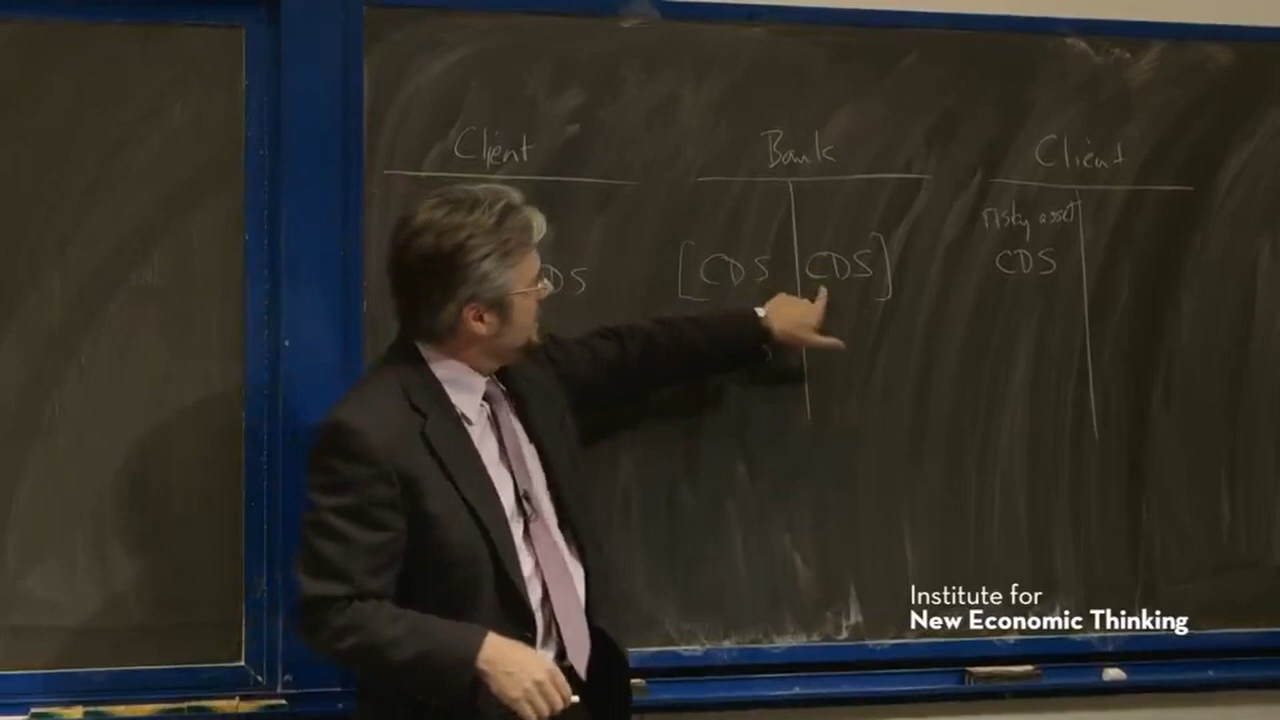 Client
Bank
Client
risky asset
DS
[CDS
CDS]
CDS
Institute for
New Economic Thinking